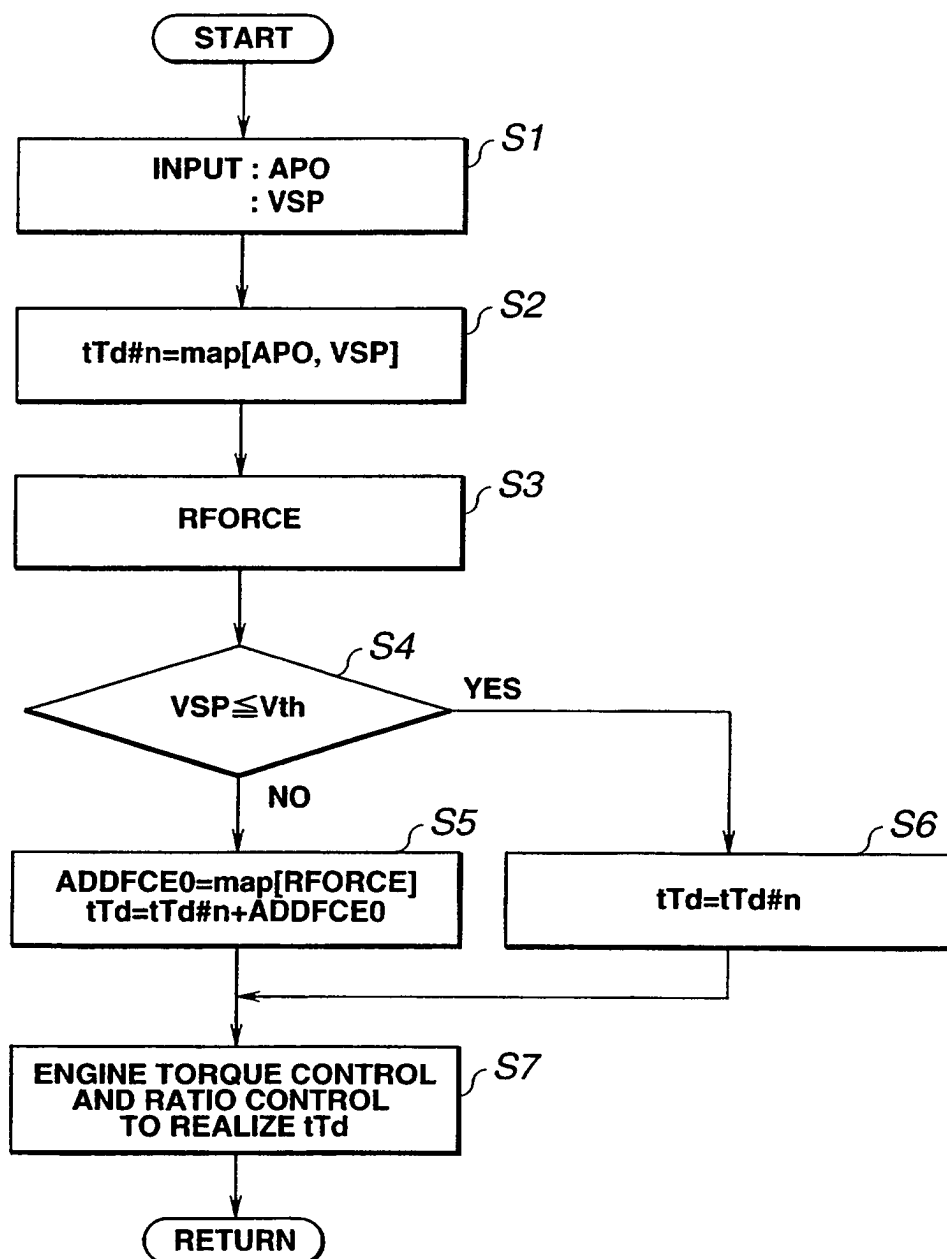 START
S1
INPUT : APO
: VSP
S2
tTd#n=map[APO, VSP]
S3
RFORCE
S4
VSP≦Vth
YES
NO
S5
ADDFCE0=map[RFORCE]
tTd=tTd#n+ADDFCE0
S6
tTd=tTd#n
S7
ENGINE TORQUE CONTROL
AND RATIO CONTROL
TO REALIZE tTd
RETURN